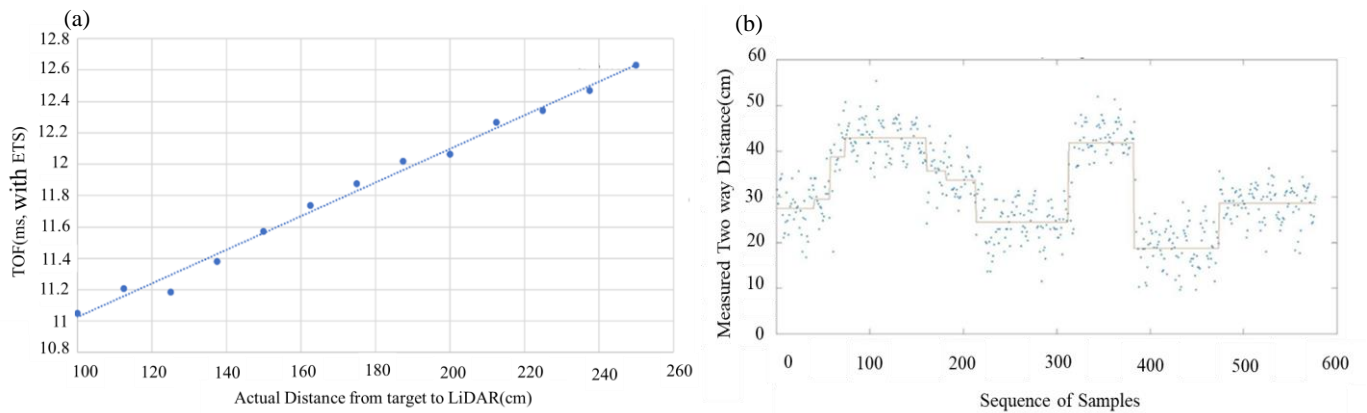 (a)
TOF(ms, with ETS)
12.8
12.6
12.4
12.2
12
11.8
11.6
11.4
11.2
11
10.8
100 120 140 160 180 200 220 240 260
Actual Distance from target to LiDAR(cm)
(b)
Measured Two way Distance(cm)
60
50
40
30
20
10
0
0 100 200 300 400 500 600
Sequence of Samples